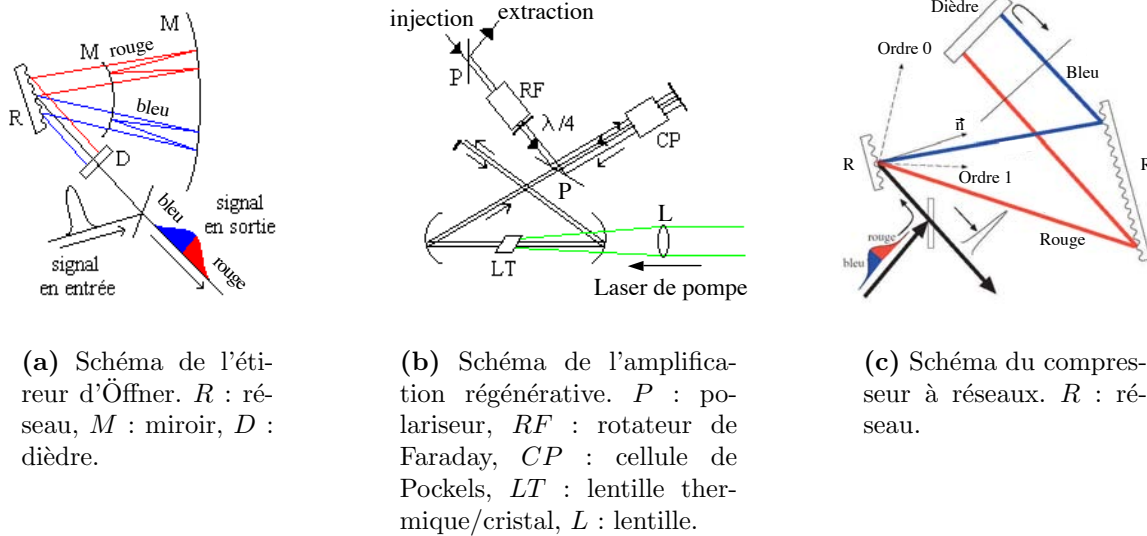 M
M
rouge
R
bleu
D
bleu
signal
en sortie
rouge
signal
en entrée
injection
extraction
P
RF
λ/4
CP
P
L
LT
Laser de pompe
Dièdre
Ordre 0
Bleu
n⃗
R
Ordre 1
R
Rouge
rouge
bleu
(a) Schéma de l'éti-
reur d'Öffner. R : ré-
seau, M : miroir, D :
dièdre.
(b) Schéma de l'amplifica-
tion régénérative. P : po-
lariseur, RF : rotateur de
Faraday, CP : cellule de
Pockels, LT : lentille ther-
mique/cristal, L : lentille.
(c) Schéma du compres-
seur à réseaux. R : ré-
seau.